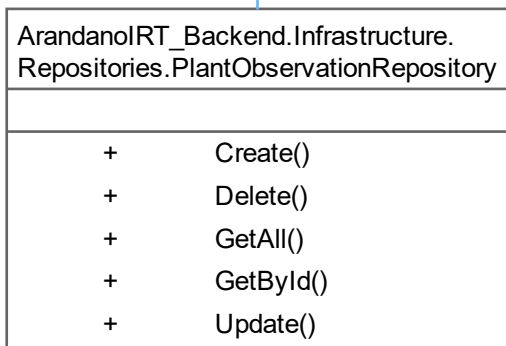 ArandanoIRT_Backend.Infrastructure.
Repositories.PlantObservationRepository
+ Create()
+ Delete()
+ GetAll()
+ GetById()
+ Update()